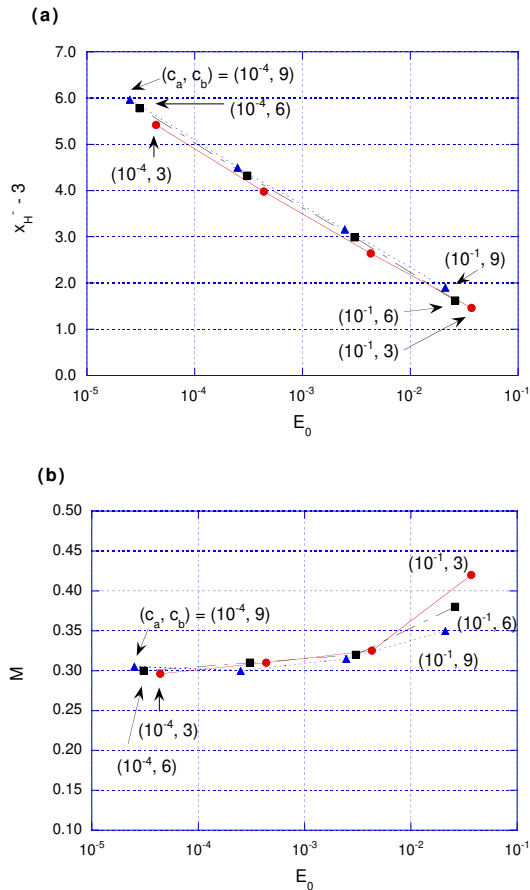 (a)
7.0
6.0
5.0
4.0
3.0
2.0
1.0
0.0
x_H^- - 3
(c_a, c_b) = (10^-4, 9)
(10^-4, 6)
(10^-4, 3)
(10^-1, 9)
(10^-1, 6)
(10^-1, 3)
10^-5 10^-4 10^-3 10^-2 10^-1
E_0
(b)
0.50
0.45
0.40
0.35
0.30
0.25
0.20
0.15
0.10
M
(10^-1, 3)
(c_a, c_b) = (10^-4, 9)
(10^-1, 6)
(10^-1, 9)
(10^-4, 3)
(10^-4, 6)
10^-5 10^-4 10^-3 10^-2 10^-1
E_0